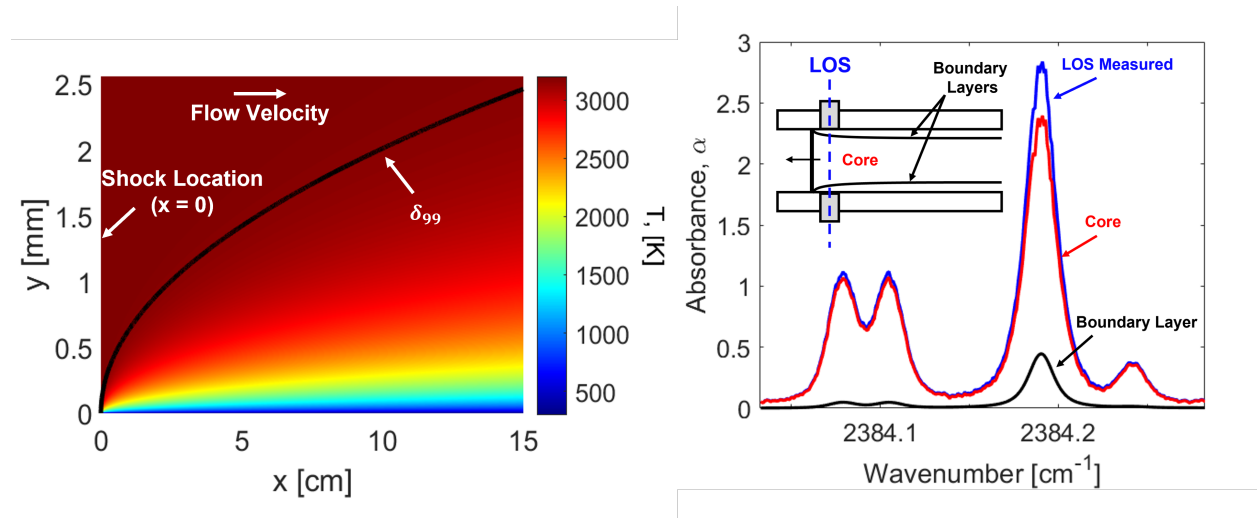 2.5
2
1.5
1
0.5
0
y [mm]
0
5
10
15
x [cm]
Flow Velocity
Shock Location
(x = 0)
δ99
3000
2500
2000
1500
1000
500
T, [K]
3
2.5
2
1.5
1
0.5
0
Absorbance, α
2384.1
2384.2
Wavenumber [cm-1]
LOS
Boundary
Layers
Core
LOS Measured
Core
Boundary Layer